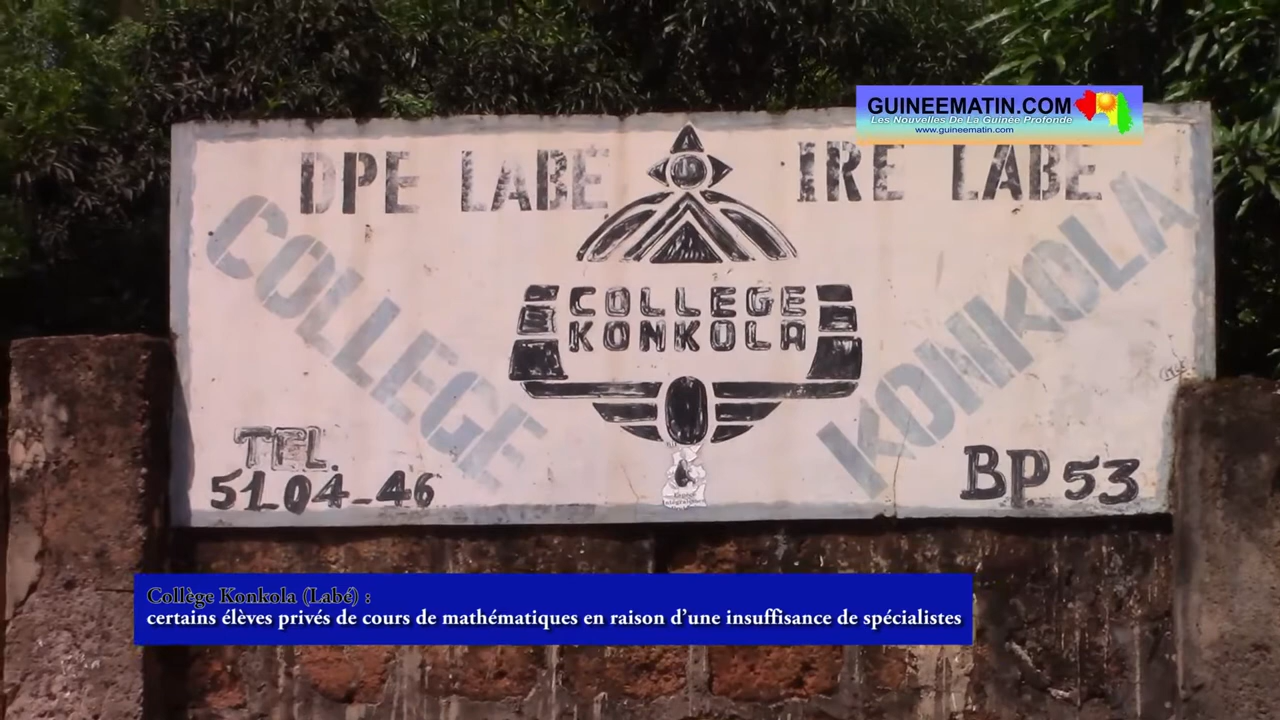 GUINEEMATIN.COM
Les Nouvelles De La Guinée Profonde
www.guineematin.com
DPE LABE IRE LABE
COLLEGE KONKOLA
COLLEGE
KONKOLA
TEL.
51.04-46
BP 53
Collège Konkola (Labé) :
certains élèves privés de cours de mathématiques en raison d’une insuffisance de spécialistes